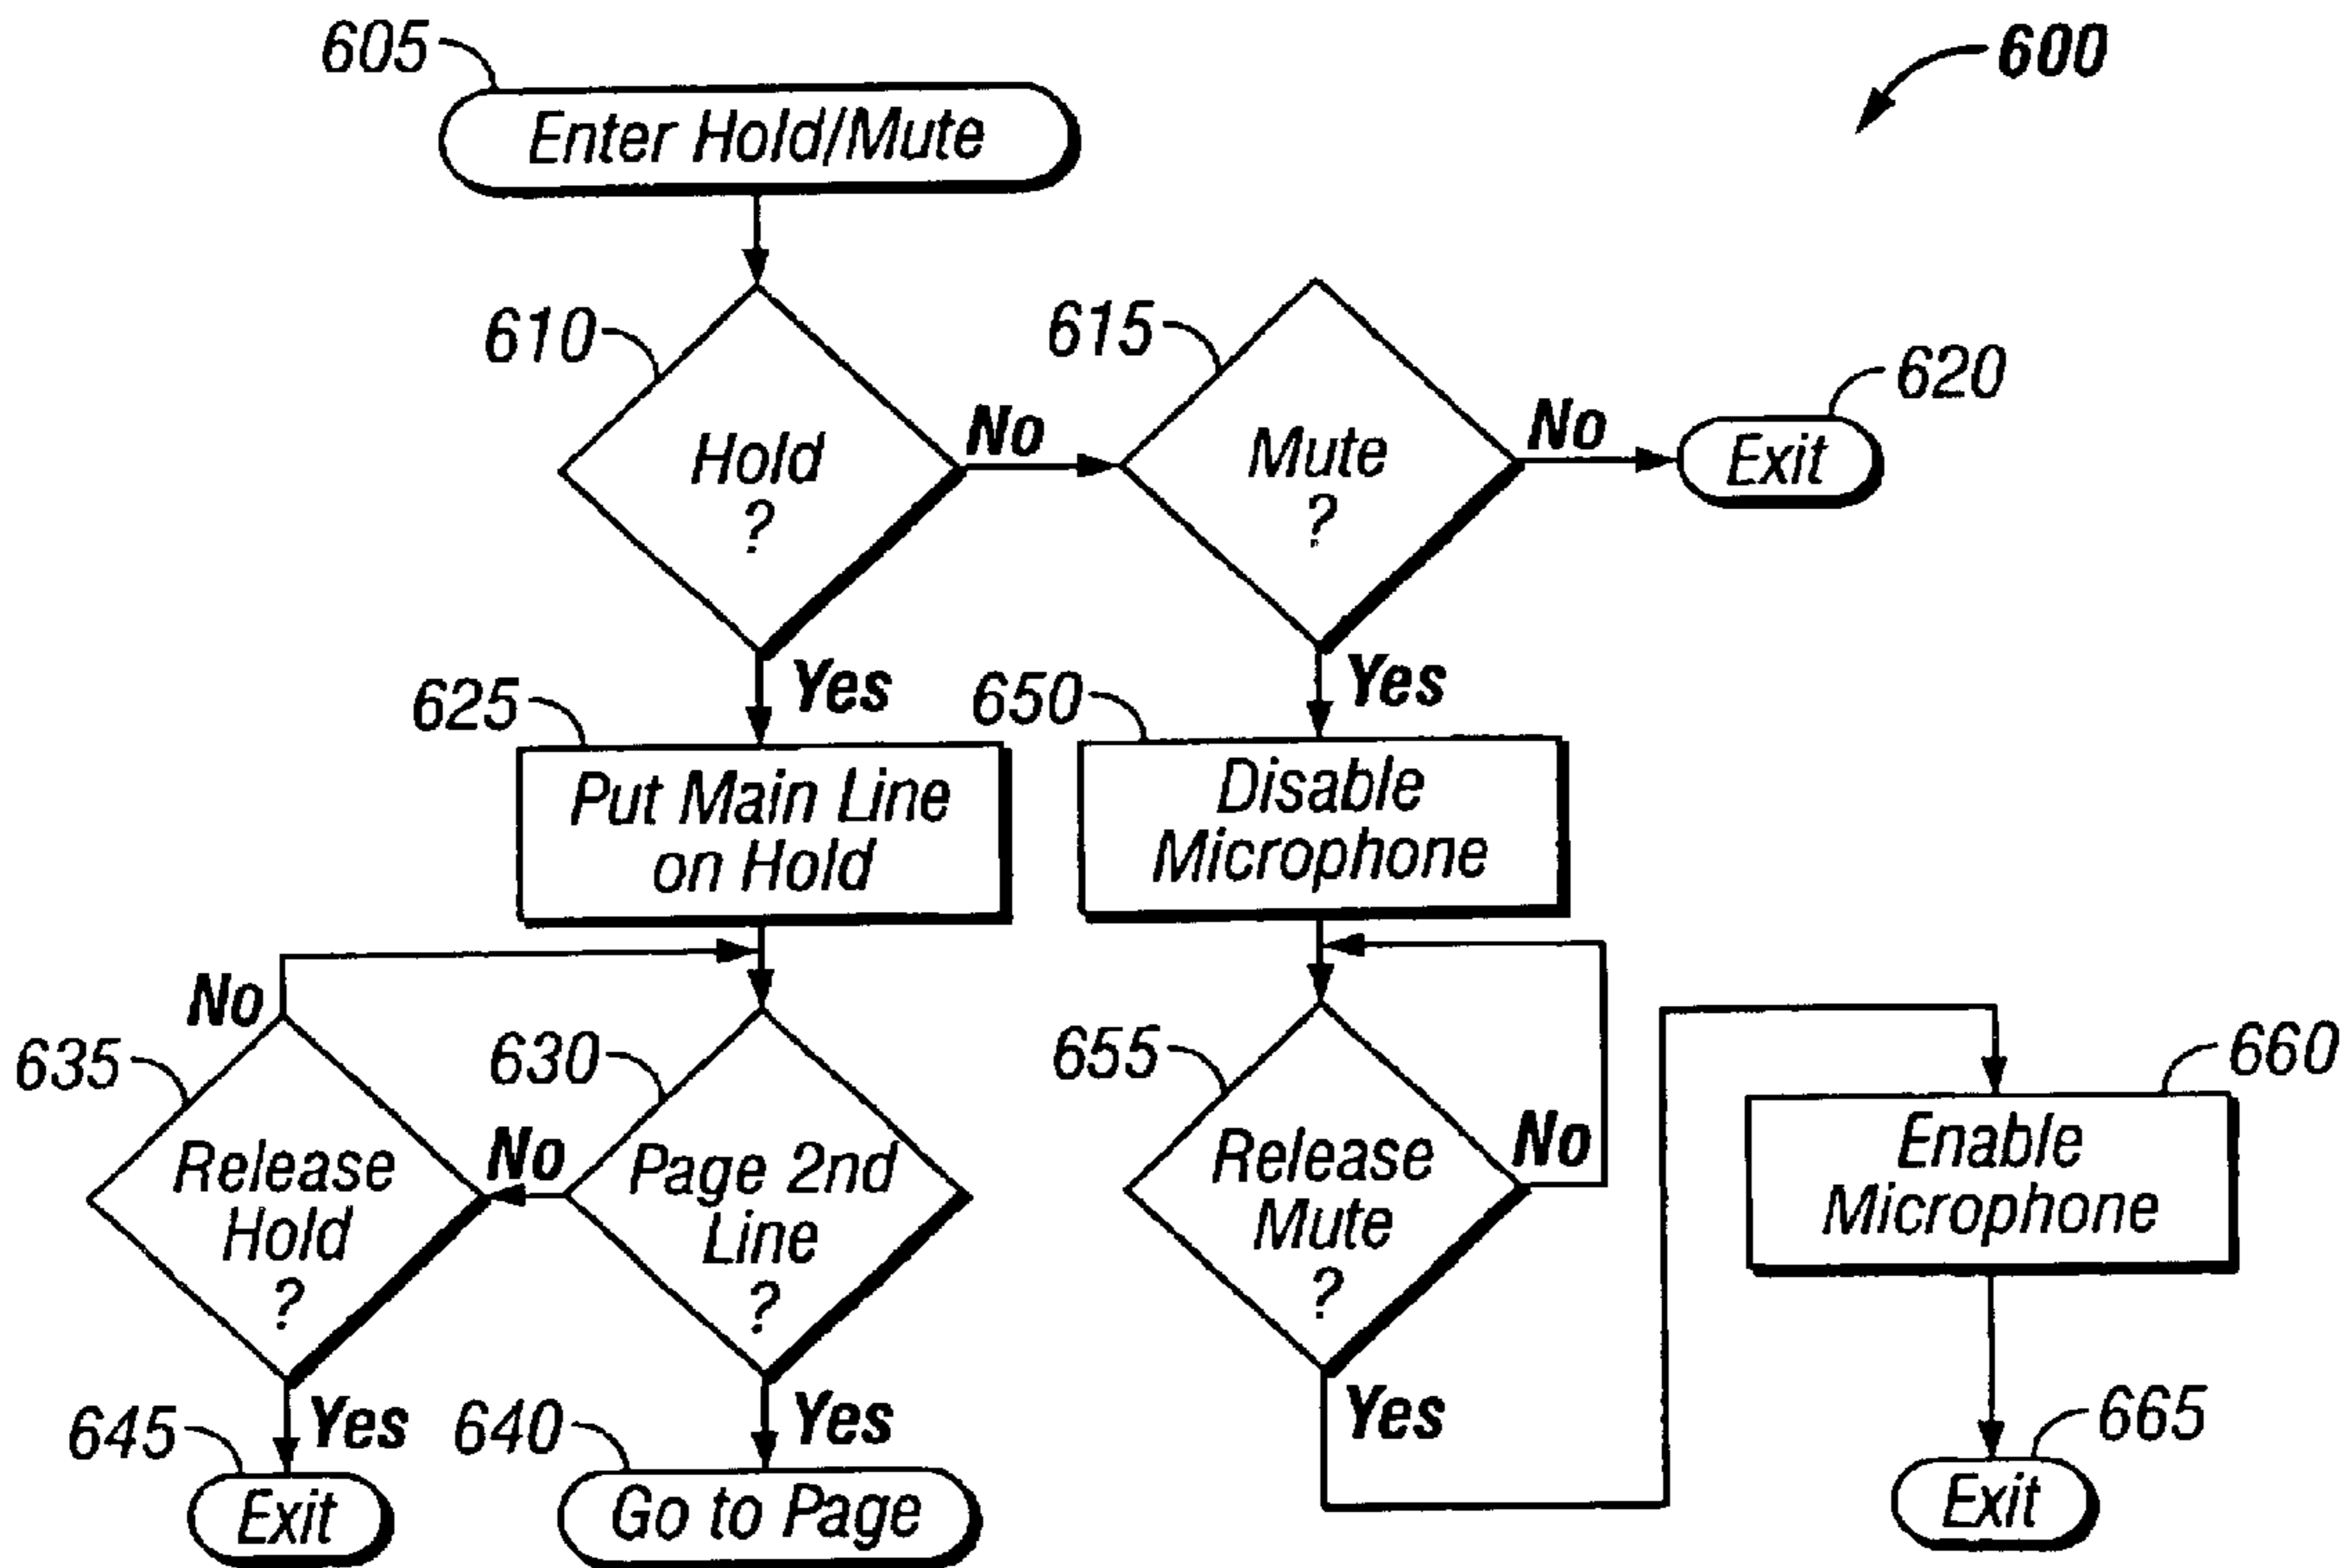 605
600
Enter Hold/Mute
610
615
620
Hold
?
No
Mute
?
No
Exit
Yes
Yes
625
650
Put Main Line
on Hold
Disable
Microphone
No
635
630
655
660
Release
Hold
?
No
Page 2nd
Line
?
Release
Mute
?
No
Enable
Microphone
Yes
Yes
Yes
645
640
665
Exit
Go to Page
Exit